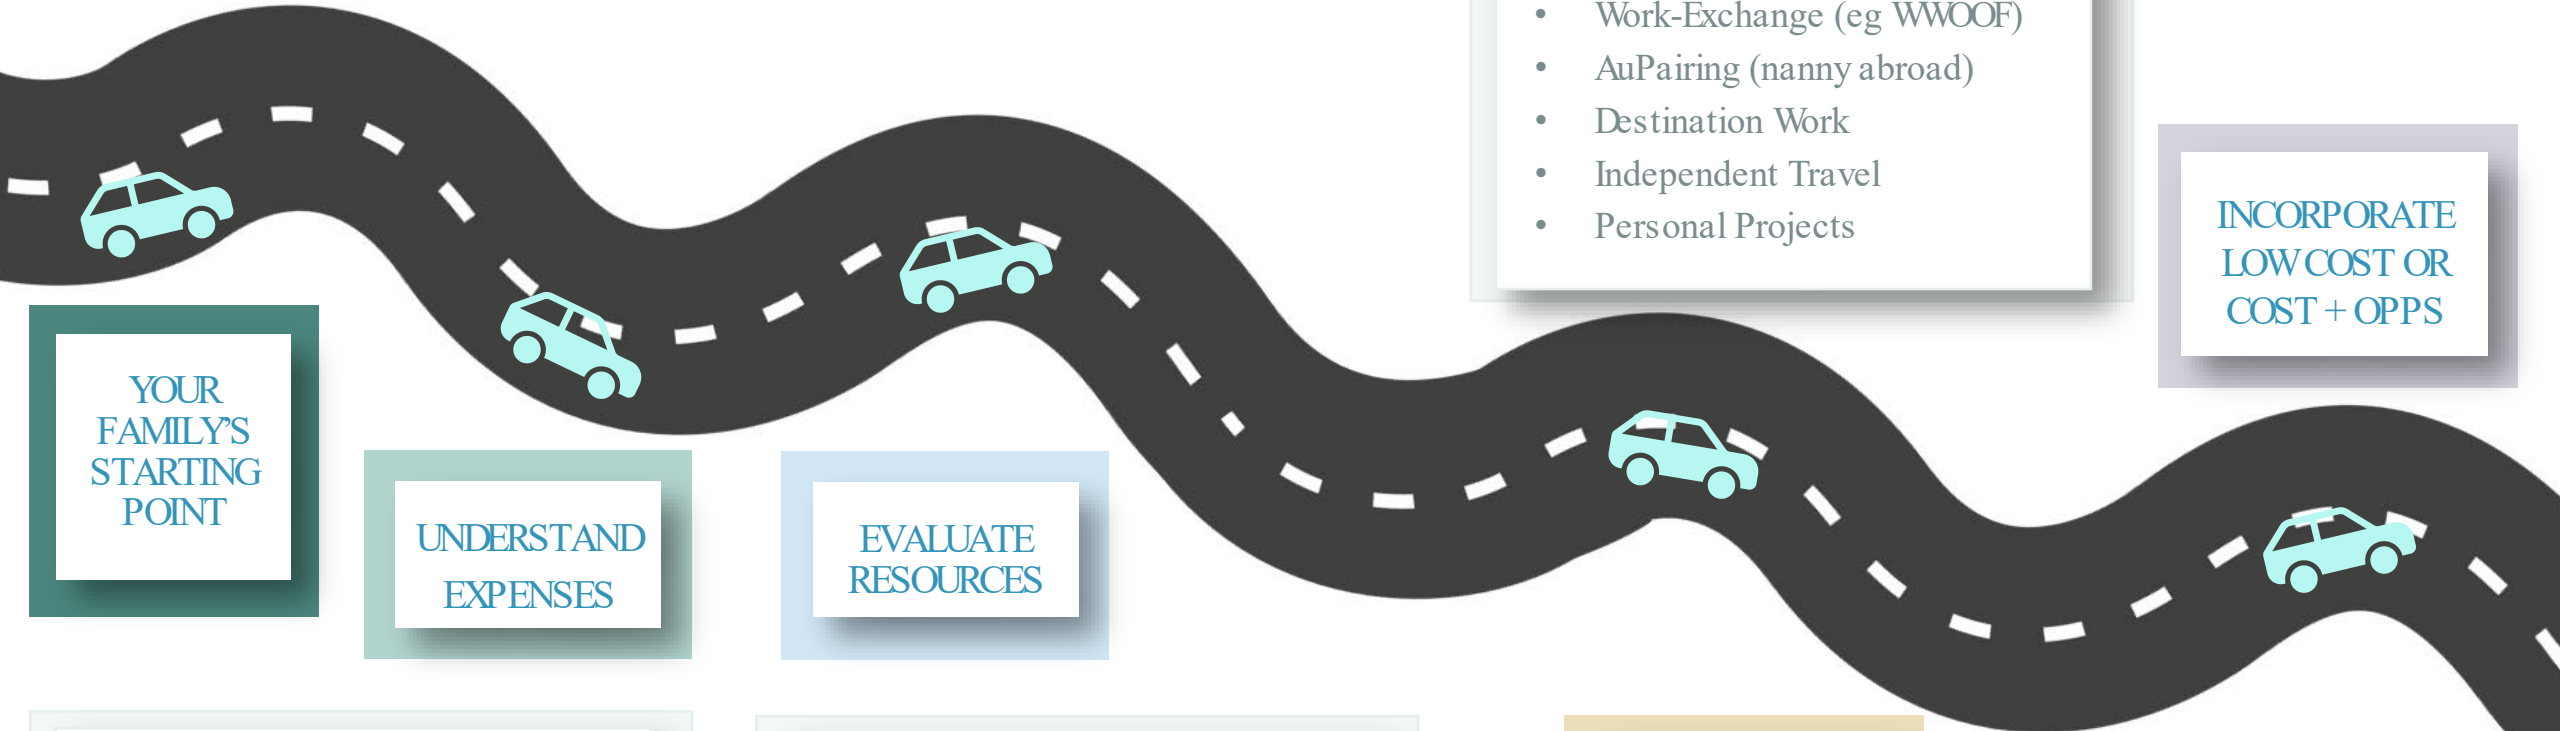 • Work-Exchange (eg WWOOF)
• AuPairing (nanny abroad)
• Destination Work
• Independent Travel
• Personal Projects
INCORPORATE
LOW COST OR
COST + OPPS
YOUR
FAMILY'S
STARTING
POINT
UNDERSTAND
EXPENSES
EVALUATE
RESOURCES